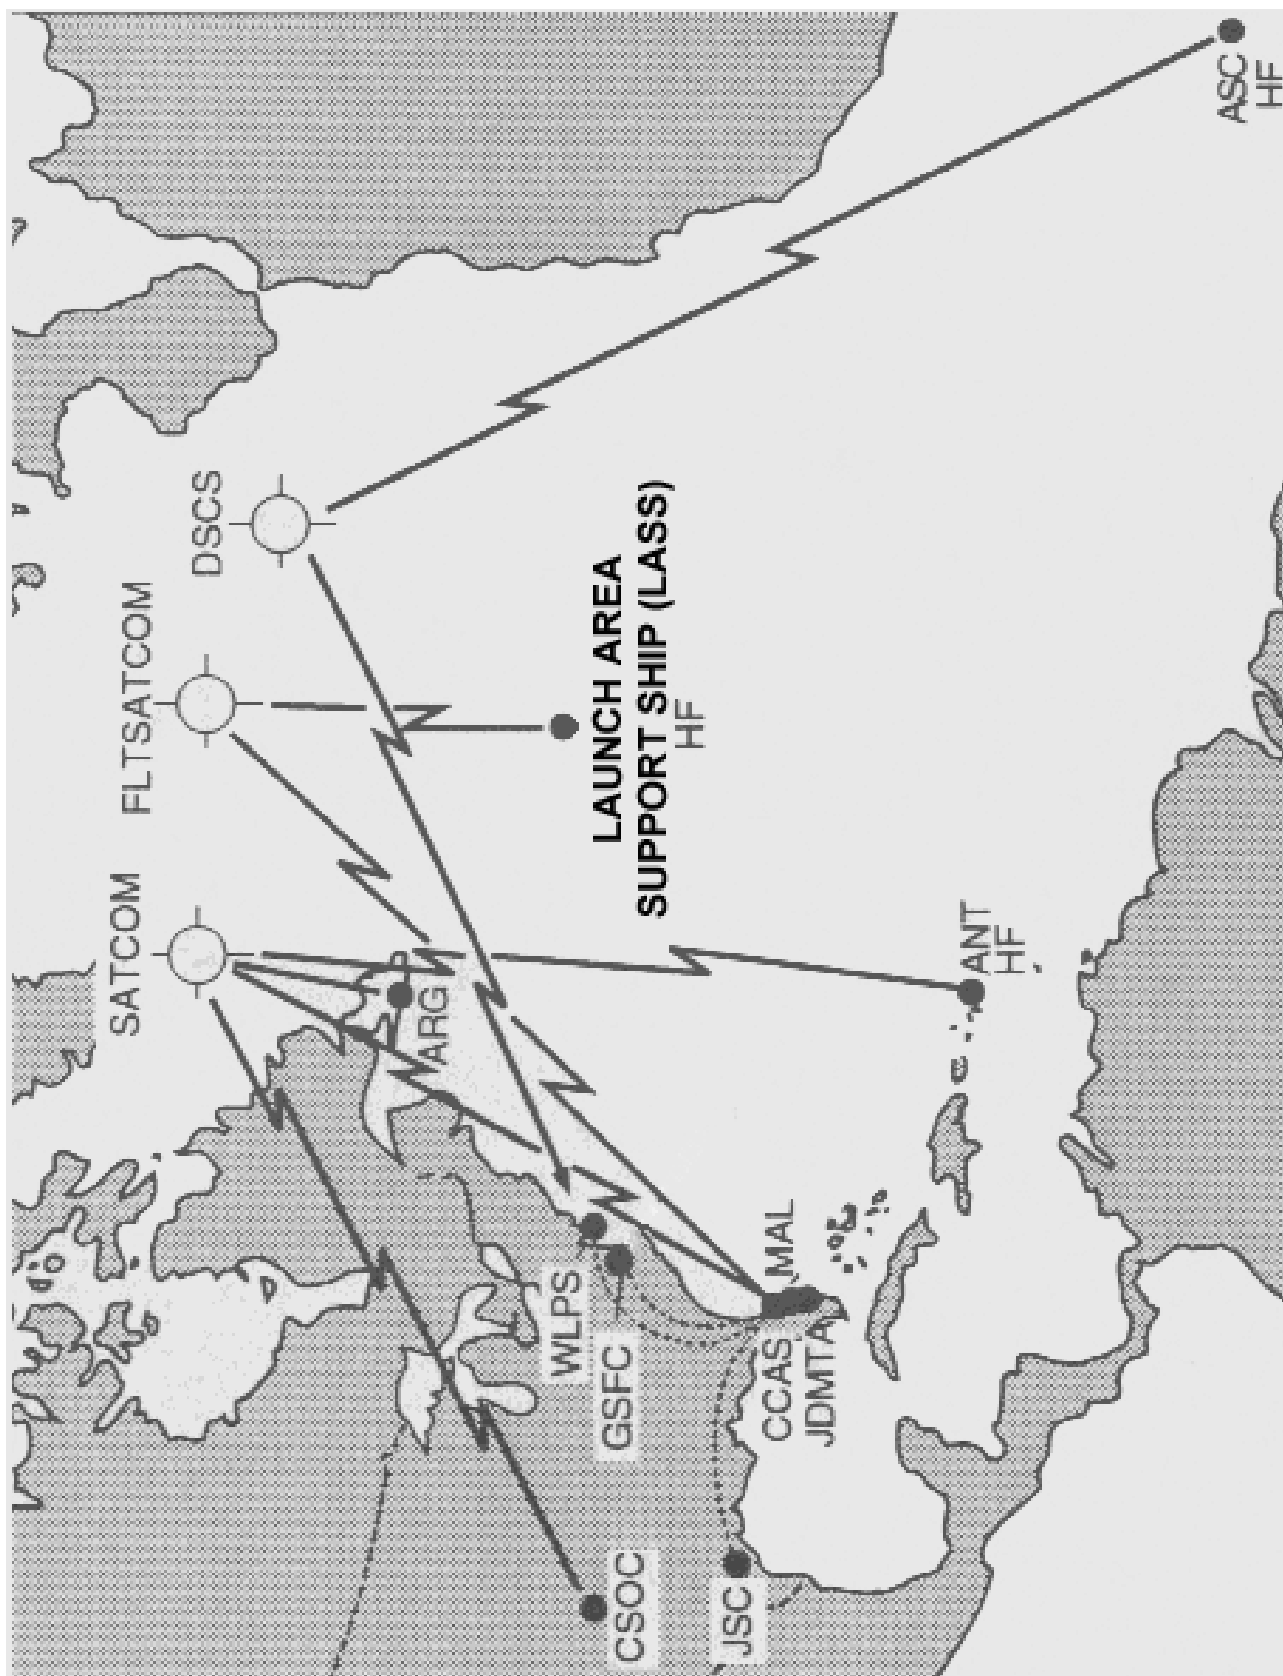 SATCOM
FLTSATCOM
DSCS
ARG
WLPS
GSFC
CSOC
LAUNCH AREA
SUPPORT SHIP (LASS)
HF
JSC
CCAS
MAL
JDMTA
ANT
HF
ASC
HF